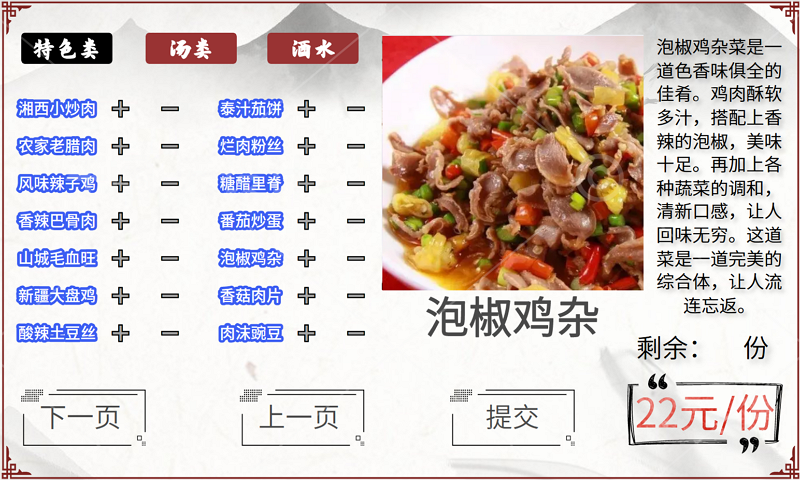 特色类 汤类 酒水
湘西小炒肉 泰汁茄饼
农家老腊肉 烂肉粉丝
风味辣子鸡 糖醋里脊
香辣巴骨肉 番茄炒蛋
山城毛血旺 泡椒鸡杂
新疆大盘鸡 香菇肉片
酸辣土豆丝 肉沫豌豆
泡椒鸡杂
泡椒鸡杂菜是一
道色香味俱全的
佳肴。鸡肉酥软
多汁，搭配上香
辣的泡椒，美味
十足。再加上各
种蔬菜的调和，
清新口感，让人
回味无穷。这道
菜是一道完美的
综合体，让人流
连忘返。
剩余： 份
22元/份
下一页 上一页 提交